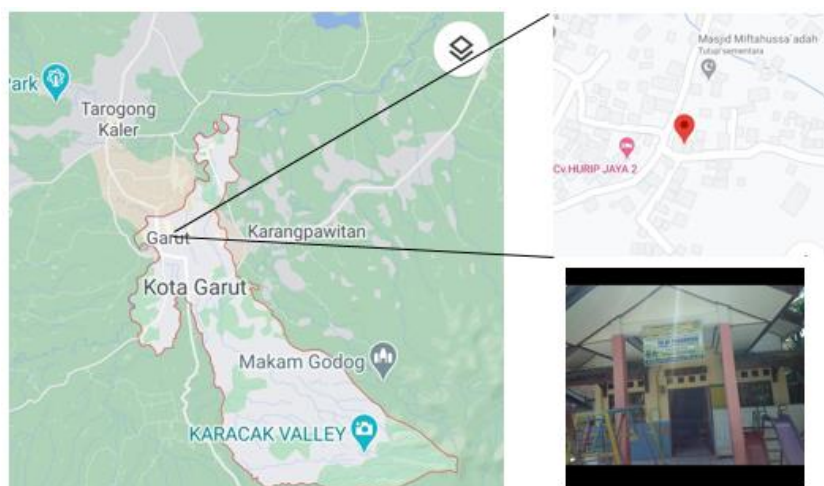 Park
Tarogong
Kaler
Garut
Karangpawitan
Kota Garut
Makam Godog
KARACAK VALLEY
Masjid Miftahussa'adah
Tutup sementara
Cv.HURIP JAYA 2